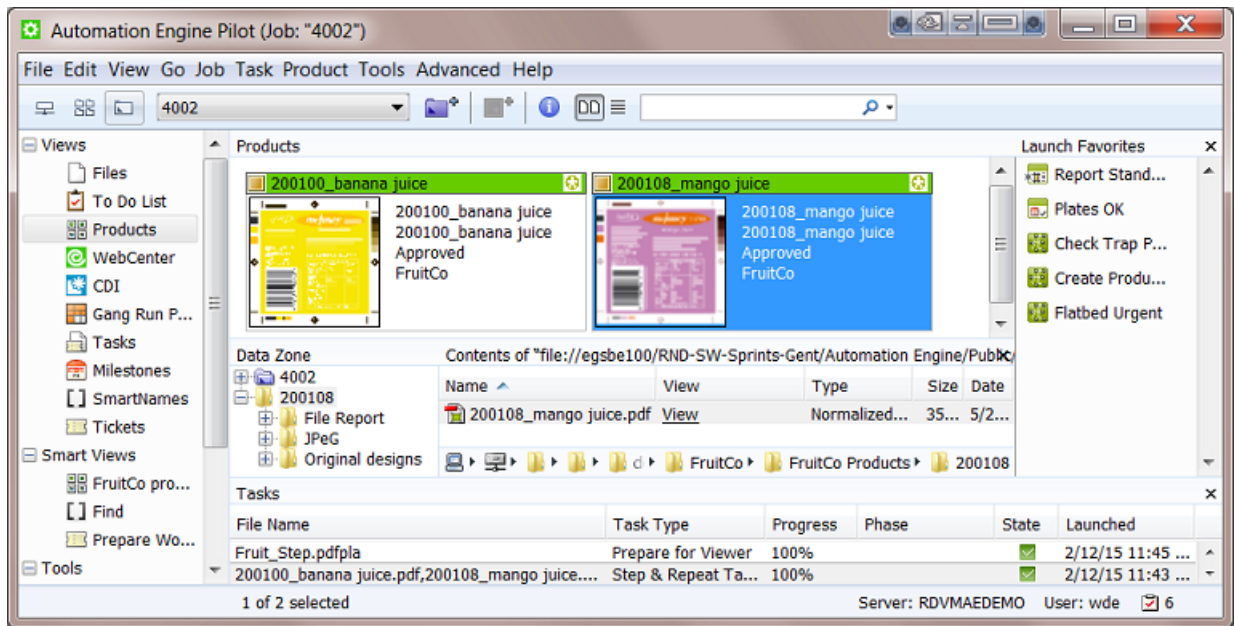 Automation Engine Pilot (Job: "4002")
File Edit View Go Job Task Product Tools Advanced Help
4002
Views
Files
To Do List
Products
WebCenter
CDI
Gang Run P...
Tasks
Milestones
SmartNames
Tickets
Smart Views
FruitCo pro...
Find
Prepare Wo...
Tools
Products
200100_banana juice
200100_banana juice
200100_banana juice
Approved
FruitCo
200108_mango juice
200108_mango juice
200108_mango juice
Approved
FruitCo
Launch Favorites
Report Stand...
Plates OK
Check Trap P...
Create Produ...
Flatbed Urgent
Data Zone
4002
200108
File Report
JPeG
Original designs
Contents of "file://egsbe100/RND-SW-Sprints-Gent/Automation Engine/Public/
Name View Type Size Date
200108_mango juice.pdf View Normalized... 35... 5/2...
d FruitCo FruitCo Products 200108
Tasks
File Name Task Type Progress Phase State Launched
Fruit_Step.pdfpla Prepare for Viewer 100% 2/12/15 11:45 ...
200100_banana juice.pdf,200108_mango juice.... Step & Repeat Ta... 100% 2/12/15 11:43 ...
1 of 2 selected Server: RDVMAEDEMO User: wde 6